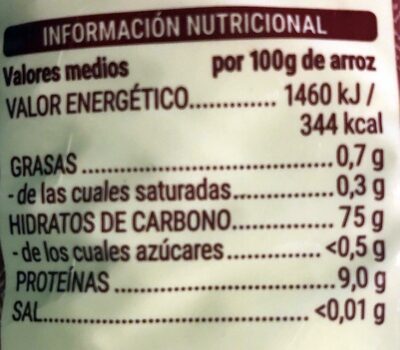 INFORMACIÓN NUTRICIONAL
Valores medios por 100g de arroz
VALOR ENERGÉTICO............. 1460 kJ /
344 kcal
GRASAS ......................................0,7 g
- de las cuales saturadas...............0,3 g
HIDRATOS DE CARBONO............... 75 g
- de los cuales azúcares...............<0,5 g
PROTEÍNAS .................................9,0 g
SAL............................................ <0,01 g